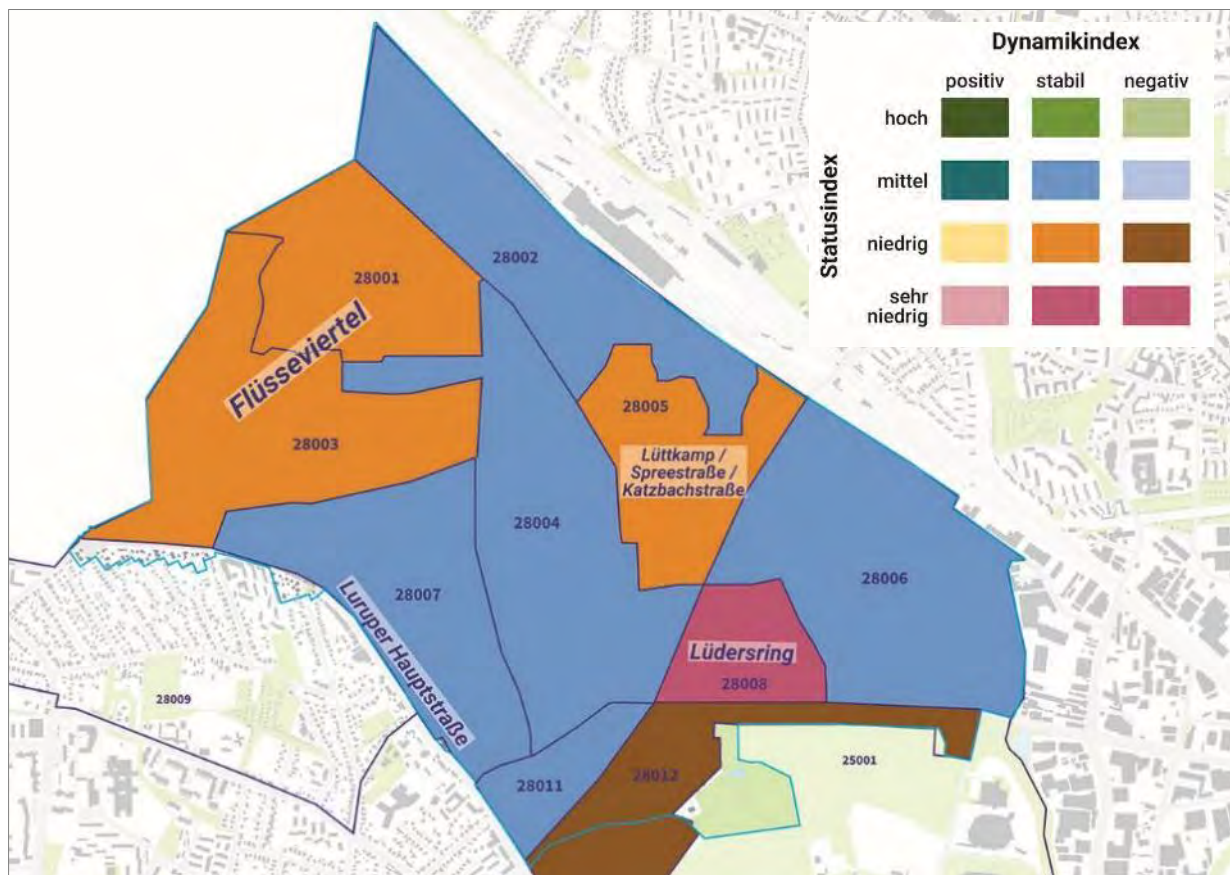 Dynamikindex
positiv
stabil
negativ
Statusindex
hoch
mittel
niedrig
sehr
niedrig
28002
28001
Flüsseviertel
28003
28005
Lüttkamp /
Spreestraße /
Katzbachstraße
28004
28006
28007
Luruper Hauptstraße
Lüdersring
28008
28009
28011
28012
25001